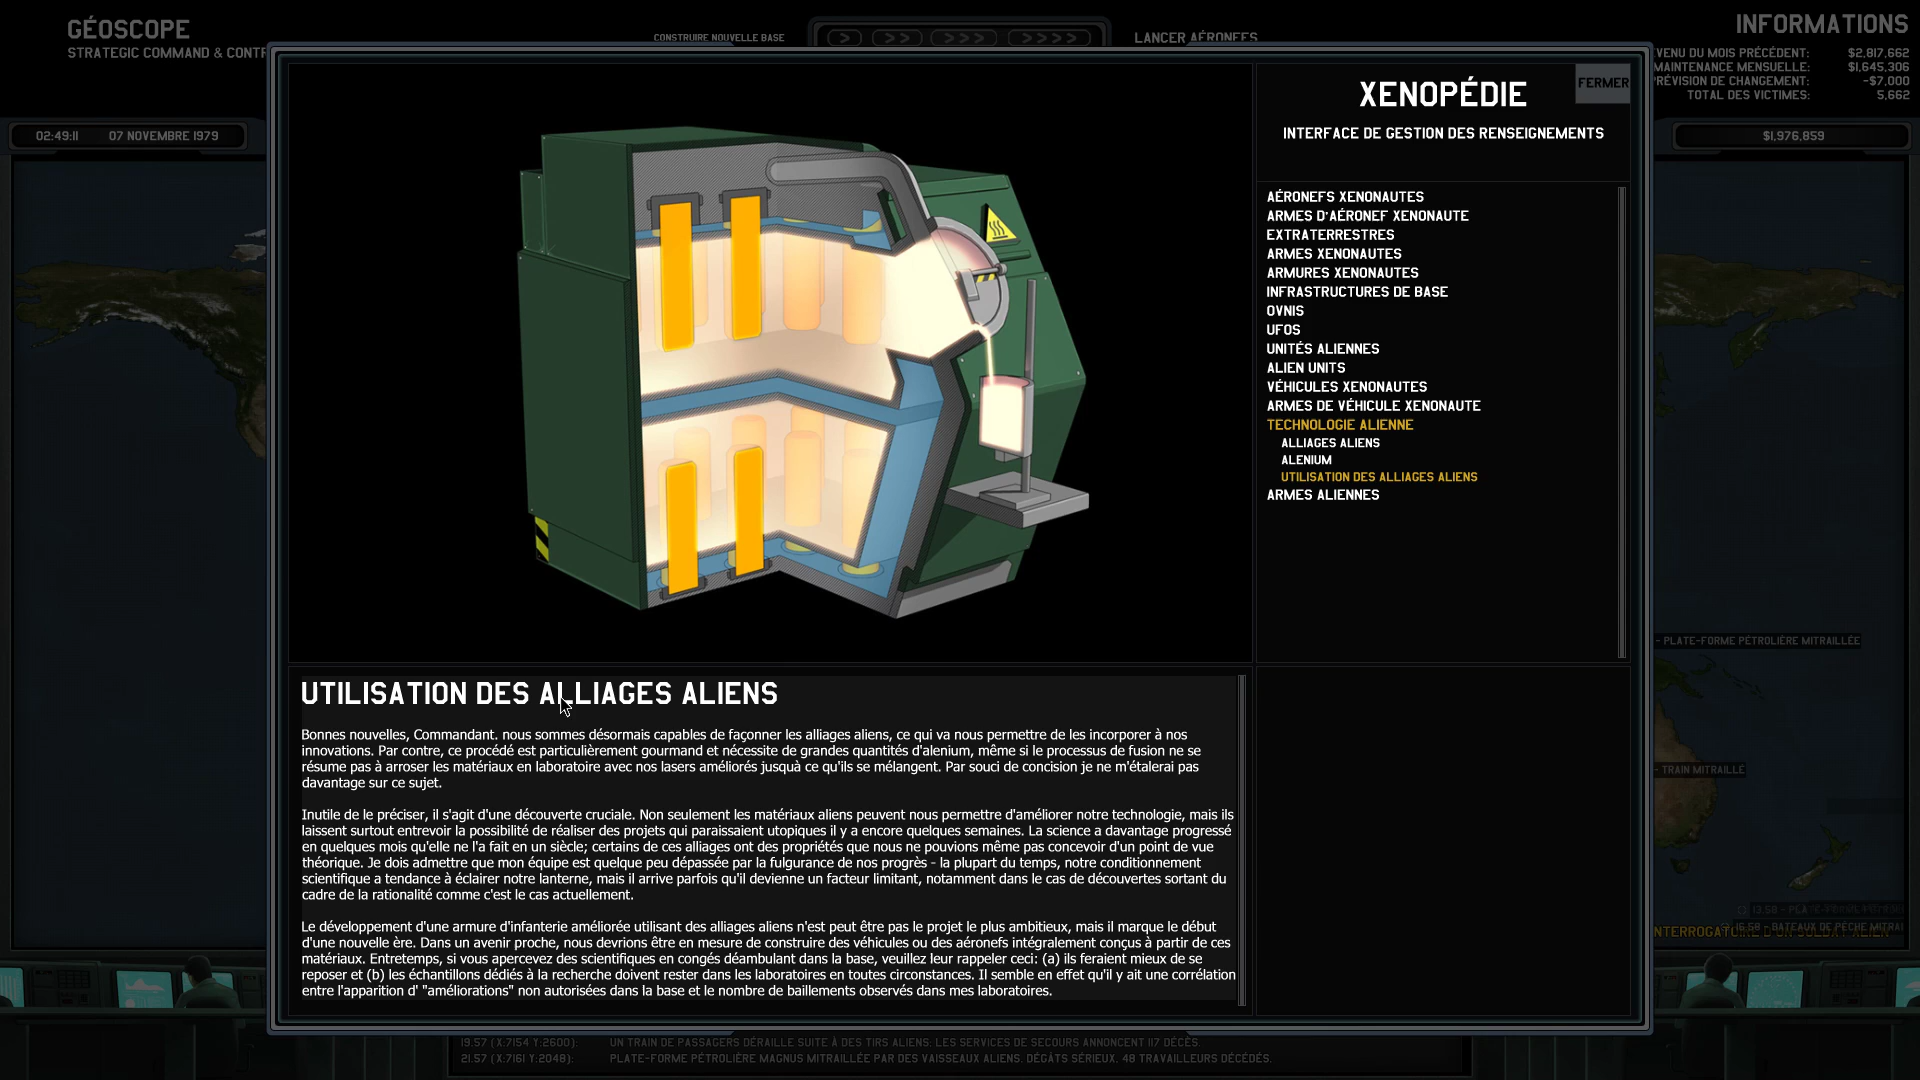 GÉOSCOPE
STRATEGIC COMMAND & CONTR
CONSTRUIRE NOUVELLE BASE
LANCER AÉRONEFS
INFORMATIONS
VENU DU MOIS PRÉCÉDENT: $2,817,662
MAINTENANCE MENSUELLE: $1,645,306
PRÉVISION DE CHANGEMENT: -$7,000
TOTAL DES VICTIMES: 5,662
02:49:11 07 NOVEMBRE 1979
$1,976,859
XENOPÉDIE
FERMER
INTERFACE DE GESTION DES RENSEIGNEMENTS
AÉRONEFS XENONAUTES
ARMES D'AÉRONEF XENONAUTE
EXTRATERRESTRES
ARMES XENONAUTES
ARMURES XENONAUTES
INFRASTRUCTURES DE BASE
OVNIS
UFOS
UNITÉS ALIENNES
ALIEN UNITS
VÉHICULES XENONAUTES
ARMES DE VÉHICULE XENONAUTE
TECHNOLOGIE ALIENNE
ALLIAGES ALIENS
ALENIUM
UTILISATION DES ALLIAGES ALIENS
ARMES ALIENNES
UTILISATION DES ALLIAGES ALIENS
Bonnes nouvelles, Commandant. nous sommes désormais capables de façonner les alliages aliens, ce qui va nous permettre de les incorporer à nos
innovations. Par contre, ce procédé est particulièrement gourmand et nécessite de grandes quantités d'alenium, même si le processus de fusion ne se
résume pas à arroser les matériaux en laboratoire avec nos lasers améliorés jusquà ce qu'ils se mélangent. Par souci de concision je ne m'étalerai pas
davantage sur ce sujet.
Inutile de le préciser, il s'agit d'une découverte cruciale. Non seulement les matériaux aliens peuvent nous permettre d'améliorer notre technologie, mais ils
laissent surtout entrevoir la possibilité de réaliser des projets qui paraissaient utopiques il y a encore quelques semaines. La science a davantage progressé
en quelques mois qu'elle ne l'a fait en un siècle; certains de ces alliages ont des propriétés que nous ne pouvions même pas concevoir d'un point de vue
théorique. Je dois admettre que mon équipe est quelque peu dépassée par la fulgurance de nos progrès - la plupart du temps, notre conditionnement
scientifique a tendance à éclairer notre lanterne, mais il arrive parfois qu'il devienne un facteur limitant, notamment dans le cas de découvertes sortant du
cadre de la rationalité comme c'est le cas actuellement.
Le développement d'une armure d'infanterie améliorée utilisant des alliages aliens n'est peut être pas le projet le plus ambitieux, mais il marque le début
d'une nouvelle ère. Dans un avenir proche, nous devrions être en mesure de construire des véhicules ou des aéronefs intégralement conçus à partir de ces
matériaux. Entretemps, si vous apercevez des scientifiques en congés déambulant dans la base, veuillez leur rappeler ceci: (a) ils feraient mieux de se
reposer et (b) les échantillons dédiés à la recherche doivent rester dans les laboratoires en toutes circonstances. Il semble en effet qu'il y ait une corrélation
entre l'apparition d' "améliorations" non autorisées dans la base et le nombre de baillements observés dans mes laboratoires.
- PLATE-FORME PÉTROLIÈRE MITRAILLÉE
- TRAIN MITRAILLE
16.58 - BATEAUX DE PÊCHE MITRAI
NTERROGATOIRE D'UN SOLDAT ALIEN
19.57 (X:7154 Y:2600): UN TRAIN DE PASSAGERS DÉRAILLE SUITE À DES TIRS ALIENS; LES SERVICES DE SECOURS ANNONCENT 117 DÉCÈS.
21.57 (X:7161 Y:2048): PLATE-FORME PÉTROLIÈRE MAGNUS MITRAILLÉE PAR DES VAISSEAUX ALIENS. DÉGÂTS SÉRIEUX. 48 TRAVAILLEURS DÉCÉDÉS.